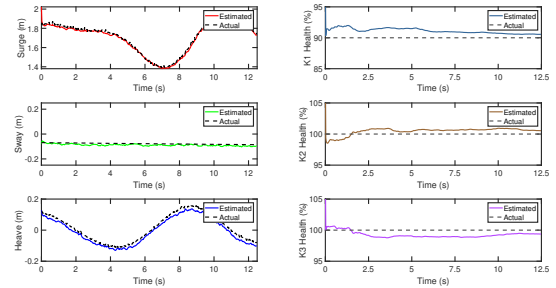 Surge (m)
1.8
1.6
1.4
0 2 4 6 8 10 12
Time (s)
Estimated
Actual
K1 Health (%)
100
95
90
85
0 2.5 5 7.5 10 12.5
Time (s)
Estimated
Actual
Sway (m)
0.2
0
-0.2
0 2 4 6 8 10 12
Time (s)
Estimated
Actual
K2 Health (%)
105
100
95
0 2.5 5 7.5 10 12.5
Time (s)
Estimated
Actual
Heave (m)
0.2
0
-0.2
0 2 4 6 8 10 12
Time (s)
Estimated
Actual
K3 Health (%)
105
100
95
0 2.5 5 7.5 10 12.5
Time (s)
Estimated
Actual